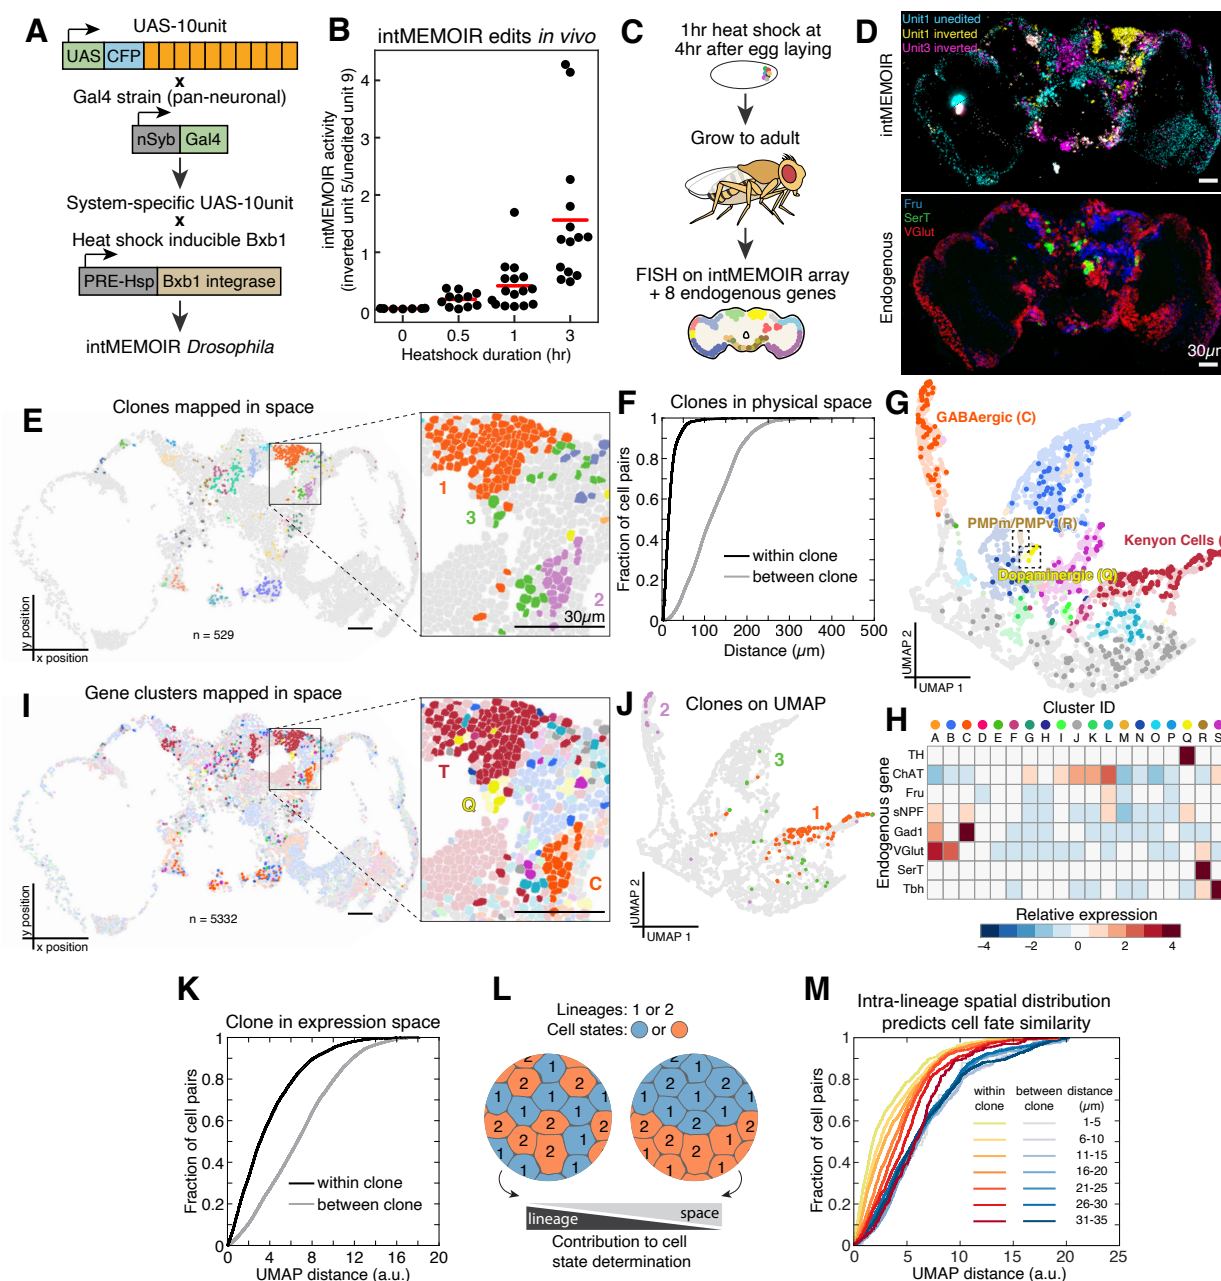 A
UAS-10unit
UAS
CFP
x
Gal4 strain (pan-neuronal)
nSyb
Gal4
System-specific UAS-10unit
x
Heat shock inducible Bxb1
PRE-Hsp
Bxb1 integrase
intMEMOIR Drosophila
B
intMEMOIR edits in vivo
intMEMOIR activity
(inverted unit 5/unedited unit 9)
4
3
2
1
0
0
0.5
1
3
Heatshock duration (hr)
C
1hr heat shock at
4hr after egg laying
Grow to adult
FISH on intMEMOIR array
+ 8 endogenous genes
D
Unit1 unedited
Unit1 inverted
Unit3 inverted
intMEMOIR
Fru
SerT
VGlut
Endogenous
30µm
E
Clones mapped in space
y position
x position
n = 529
1
3
2
30µm
F
Clones in physical space
Fraction of cell pairs
1
0.8
0.6
0.4
0.2
0
within clone
between clone
0
100
200
300
400
500
Distance (µm)
G
GABAergic (C)
PMPm/PMPv (R)
Dopaminergic (Q)
Kenyon Cells (
UMAP 2
UMAP 1
H
Cluster ID
A B C D E F G H I J K L M N O P Q R S
Endogenous gene
TH
ChAT
Fru
sNPF
Gad1
VGlut
SerT
Tbh
Relative expression
−4 −2 0 2 4
I
Gene clusters mapped in space
y position
x position
n = 5332
T
Q
C
J
Clones on UMAP
2
3
1
UMAP 2
UMAP 1
K
Clone in expression space
Fraction of cell pairs
1
0.8
0.6
0.4
0.2
0
within clone
between clone
0 4 8 12 16 20
UMAP distance (a.u.)
L
Lineages: 1 or 2
Cell states: or
lineage
space
Contribution to cell
state determination
M
Intra-lineage spatial distribution
predicts cell fate similarity
Fraction of cell pairs
1
0.8
0.6
0.4
0.2
0
within
clone
between
clone
distance
(µm)
1-5
6-10
11-15
16-20
21-25
26-30
31-35
0 5 10 15 20 25
UMAP distance (a.u.)